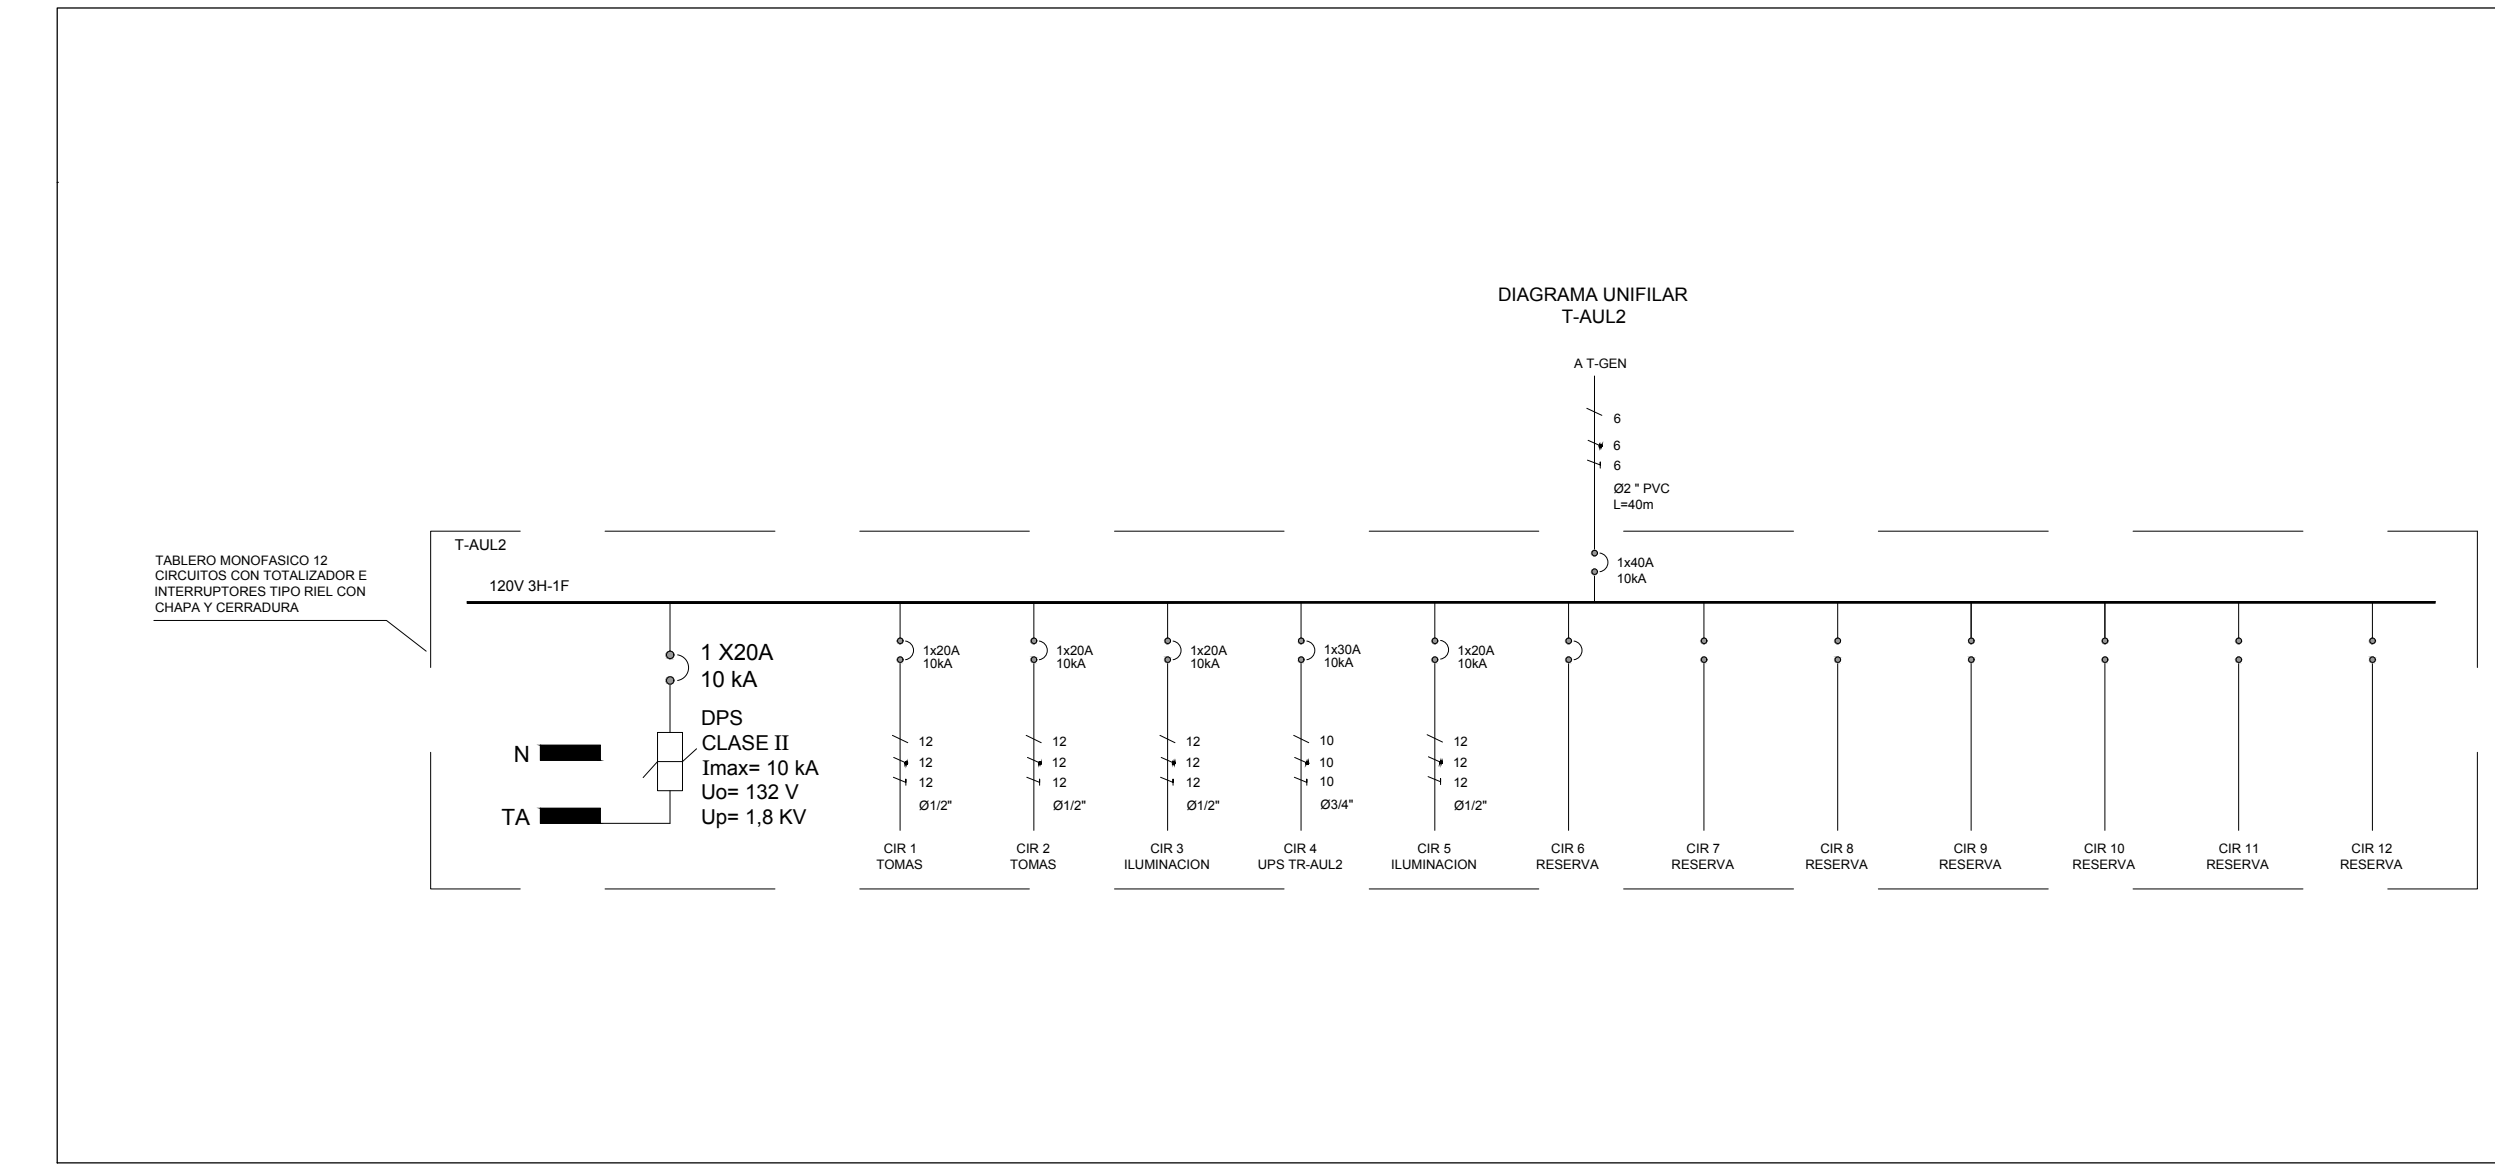 DIAGRAMA UNIFILAR
T-AUL2
A T-GEN
6
6
6
Ø2 " PVC
L=40m
1x40A
10kA
TABLERO MONOFASICO 12
CIRCUITOS CON TOTALIZADOR E
INTERRUPTORES TIPO RIEL CON
CHAPA Y CERRADURA
T-AUL2
120V 3H-1F
1 X20A
10 kA
DPS
CLASE II
Imax= 10 kA
Uo= 132 V
Up= 1,8 KV
N
TA
1x20A
10kA
12
12
12
Ø1/2"
CIR 1
TOMAS
1x20A
10kA
12
12
12
Ø1/2"
CIR 2
TOMAS
1x20A
10kA
12
12
12
Ø1/2"
CIR 3
ILUMINACION
1x30A
10kA
10
10
10
Ø3/4"
CIR 4
UPS TR-AUL2
1x20A
10kA
12
12
12
Ø1/2"
CIR 5
ILUMINACION
CIR 6
RESERVA
CIR 7
RESERVA
CIR 8
RESERVA
CIR 9
RESERVA
CIR 10
RESERVA
CIR 11
RESERVA
CIR 12
RESERVA